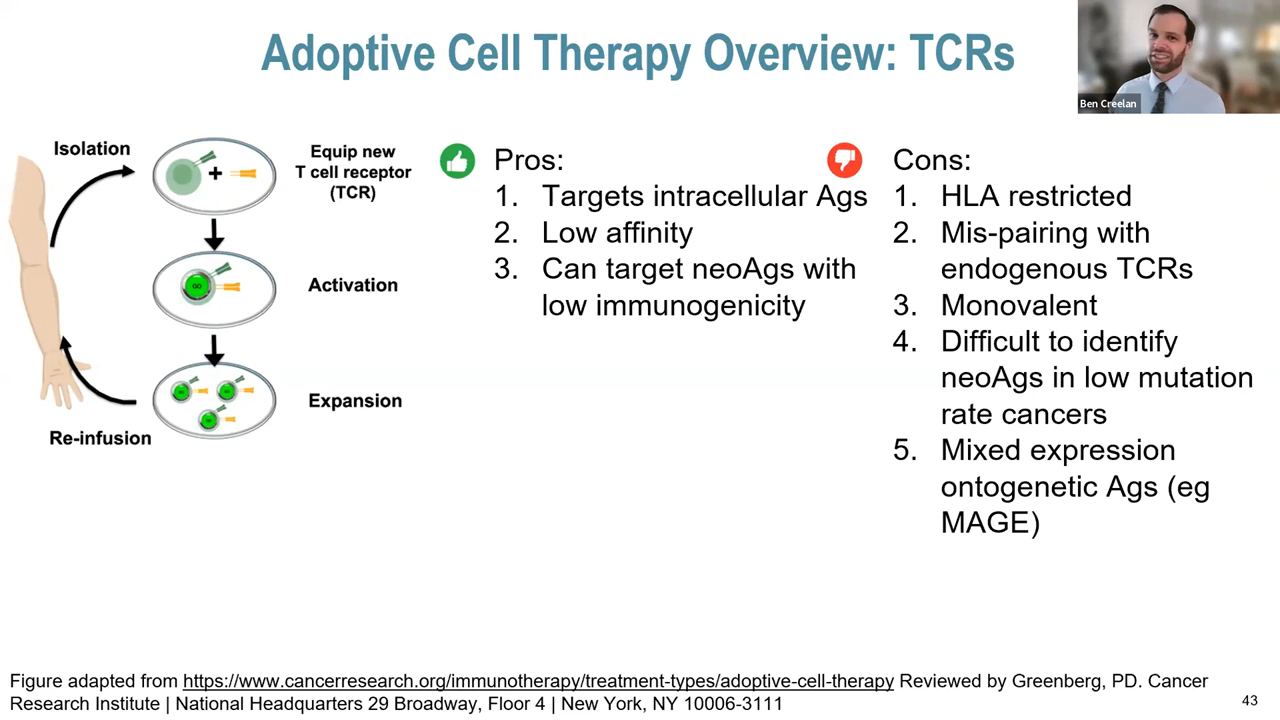 Adoptive Cell Therapy Overview: TCRs
Ben Creelan
Isolation
Equip new
T cell receptor
(TCR)
Activation
Expansion
Re-infusion
Pros:
1. Targets intracellular Ags
2. Low affinity
3. Can target neoAgs with
low immunogenicity
Cons:
1. HLA restricted
2. Mis-pairing with
endogenous TCRs
3. Monovalent
4. Difficult to identify
neoAgs in low mutation
rate cancers
5. Mixed expression
ontogenetic Ags (eg
MAGE)
Figure adapted from https://www.cancerresearch.org/immunotherapy/treatment-types/adoptive-cell-therapy Reviewed by Greenberg, PD. Cancer
Research Institute | National Headquarters 29 Broadway, Floor 4 | New York, NY 10006-3111
43